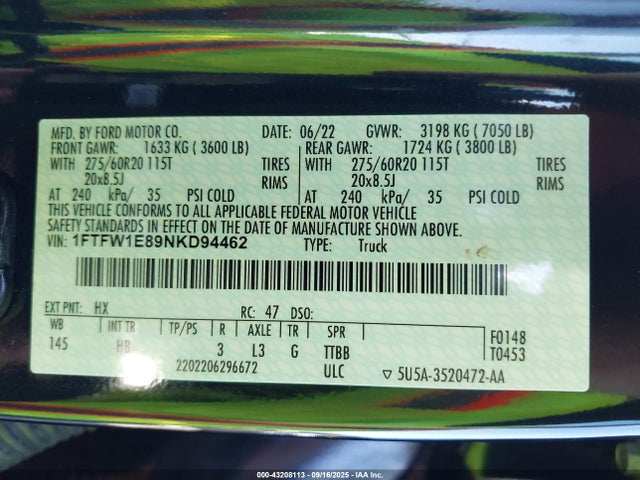 MFD. BY FORD MOTOR CO. DATE: 06/22 GVWR: 3198 KG ( 7050 LB)
FRONT GAWR: 1633 KG ( 3600 LB) REAR GAWR: 1724 KG ( 3800 LB)
WITH 275/60R20 115T TIRES WITH 275/60R20 115T TIRES
20x8.5J RIMS 20x8.5J RIMS
AT 240 kPa/ 35 PSI COLD AT 240 kPa/ 35 PSI COLD
THIS VEHICLE CONFORMS TO ALL APPLICABLE FEDERAL MOTOR VEHICLE
SAFETY STANDARDS IN EFFECT ON THE DATE OF MANUFACTURE SHOWN ABOVE.
VIN: 1FTFW1E89NKD94462 TYPE: Truck
EXT PNT: HX RC: 47 DSO:
WB INT TR TP/PS R AXLE TR SPR F0148
145 HB 3 L3 G TTBB T0453
2202206296672 ULC ▽ 5U5A-3520472-AA
000-43208113 - 09/16/2025 - IAAI.COM